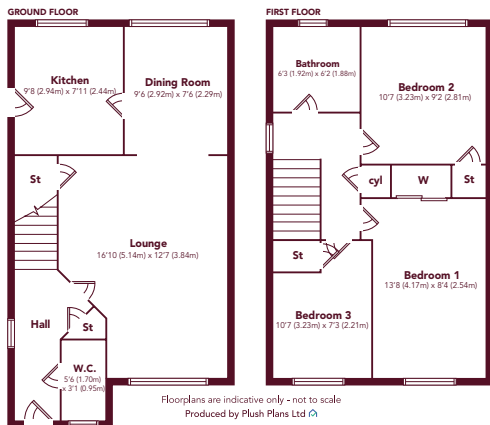 GROUND FLOOR
Kitchen
9'8 (2.94m) x 7'11 (2.44m)
Dining Room
9'6 (2.92m) x 7'6 (2.29m)
St
Lounge
16'10 (5.14m) x 12'7 (3.84m)
Hall
St
W.C.
5'6 (1.70m)
x 3'1 (0.95m)
FIRST FLOOR
Bathroom
6'3 (1.92m) x 6'2 (1.88m)
Bedroom 2
10'7 (3.23m) x 9'2 (2.81m)
cyl
W
St
St
Bedroom 1
13'8 (4.17m) x 8'4 (2.54m)
Bedroom 3
10'7 (3.23m) x 7'3 (2.21m)
Floorplans are indicative only - not to scale
Produced by Plush Plans Ltd